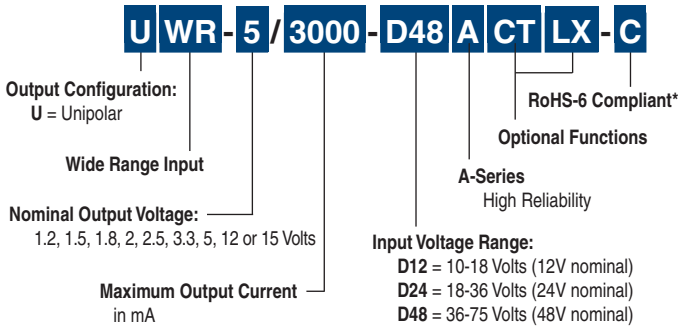 U WR - 5 / 3000 - D48 A CT LX - C
Output Configuration:
U = Unipolar
RoHS-6 Compliant*
Optional Functions
Wide Range Input
A-Series
High Reliability
Nominal Output Voltage:
1.2, 1.5, 1.8, 2, 2.5, 3.3, 5, 12 or 15 Volts
Input Voltage Range:
D12 = 10-18 Volts (12V nominal)
D24 = 18-36 Volts (24V nominal)
D48 = 36-75 Volts (48V nominal)
Maximum Output Current
in mA